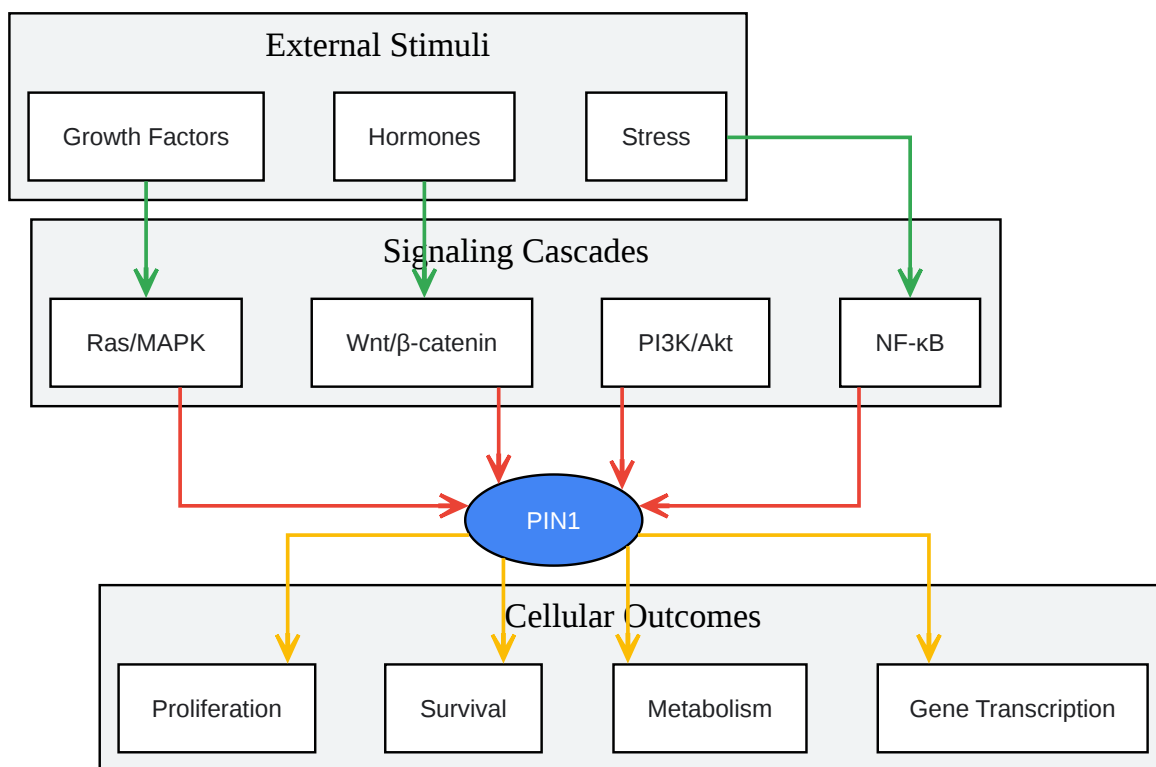 External Stimuli
Growth Factors
Hormones
Stress
Signaling Cascades
Ras/MAPK
Wnt/β-catenin
PI3K/Akt
NF-κB
PIN1
Cellular Outcomes
Proliferation
Survival
Metabolism
Gene Transcription